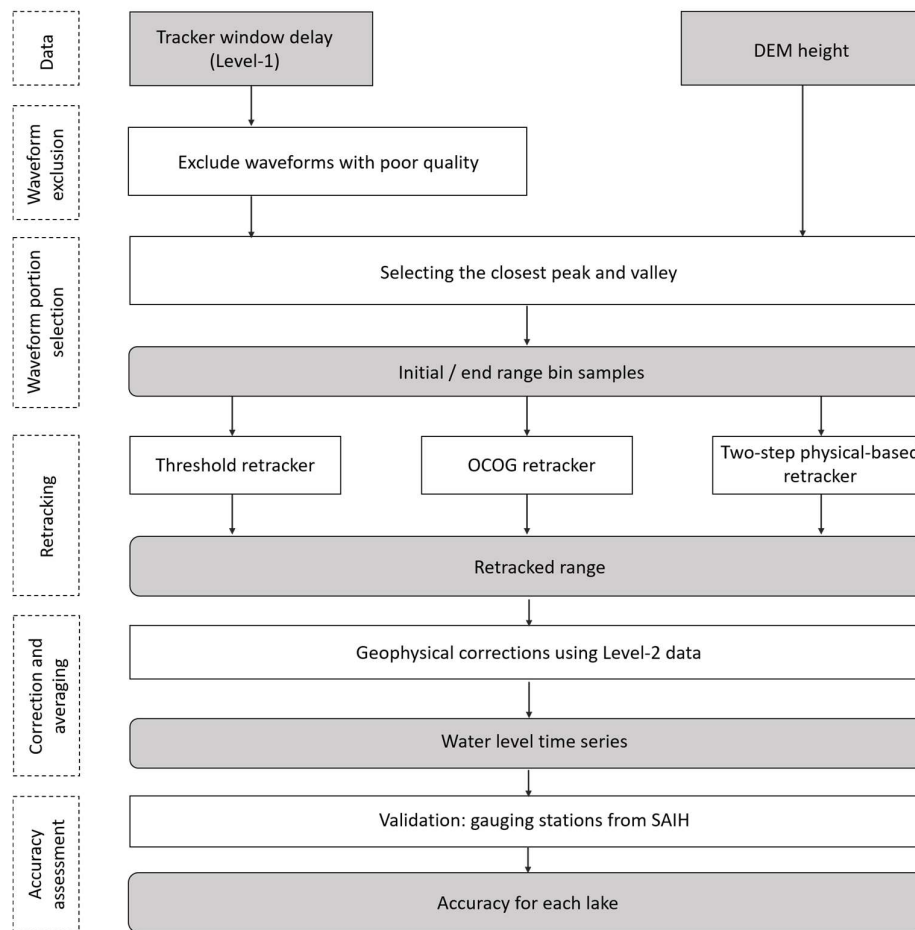 Data
Tracker window delay
(Level-1)
DEM height
Waveform
exclusion
Exclude waveforms with poor quality
Waveform portion
selection
Selecting the closest peak and valley
Initial / end range bin samples
Retracking
Threshold retracker
OCOG retracker
Two-step physical-based
retracker
Retracked range
Correction and
averaging
Geophysical corrections using Level-2 data
Water level time series
Accuracy
assessment
Validation: gauging stations from SAIH
Accuracy for each lake